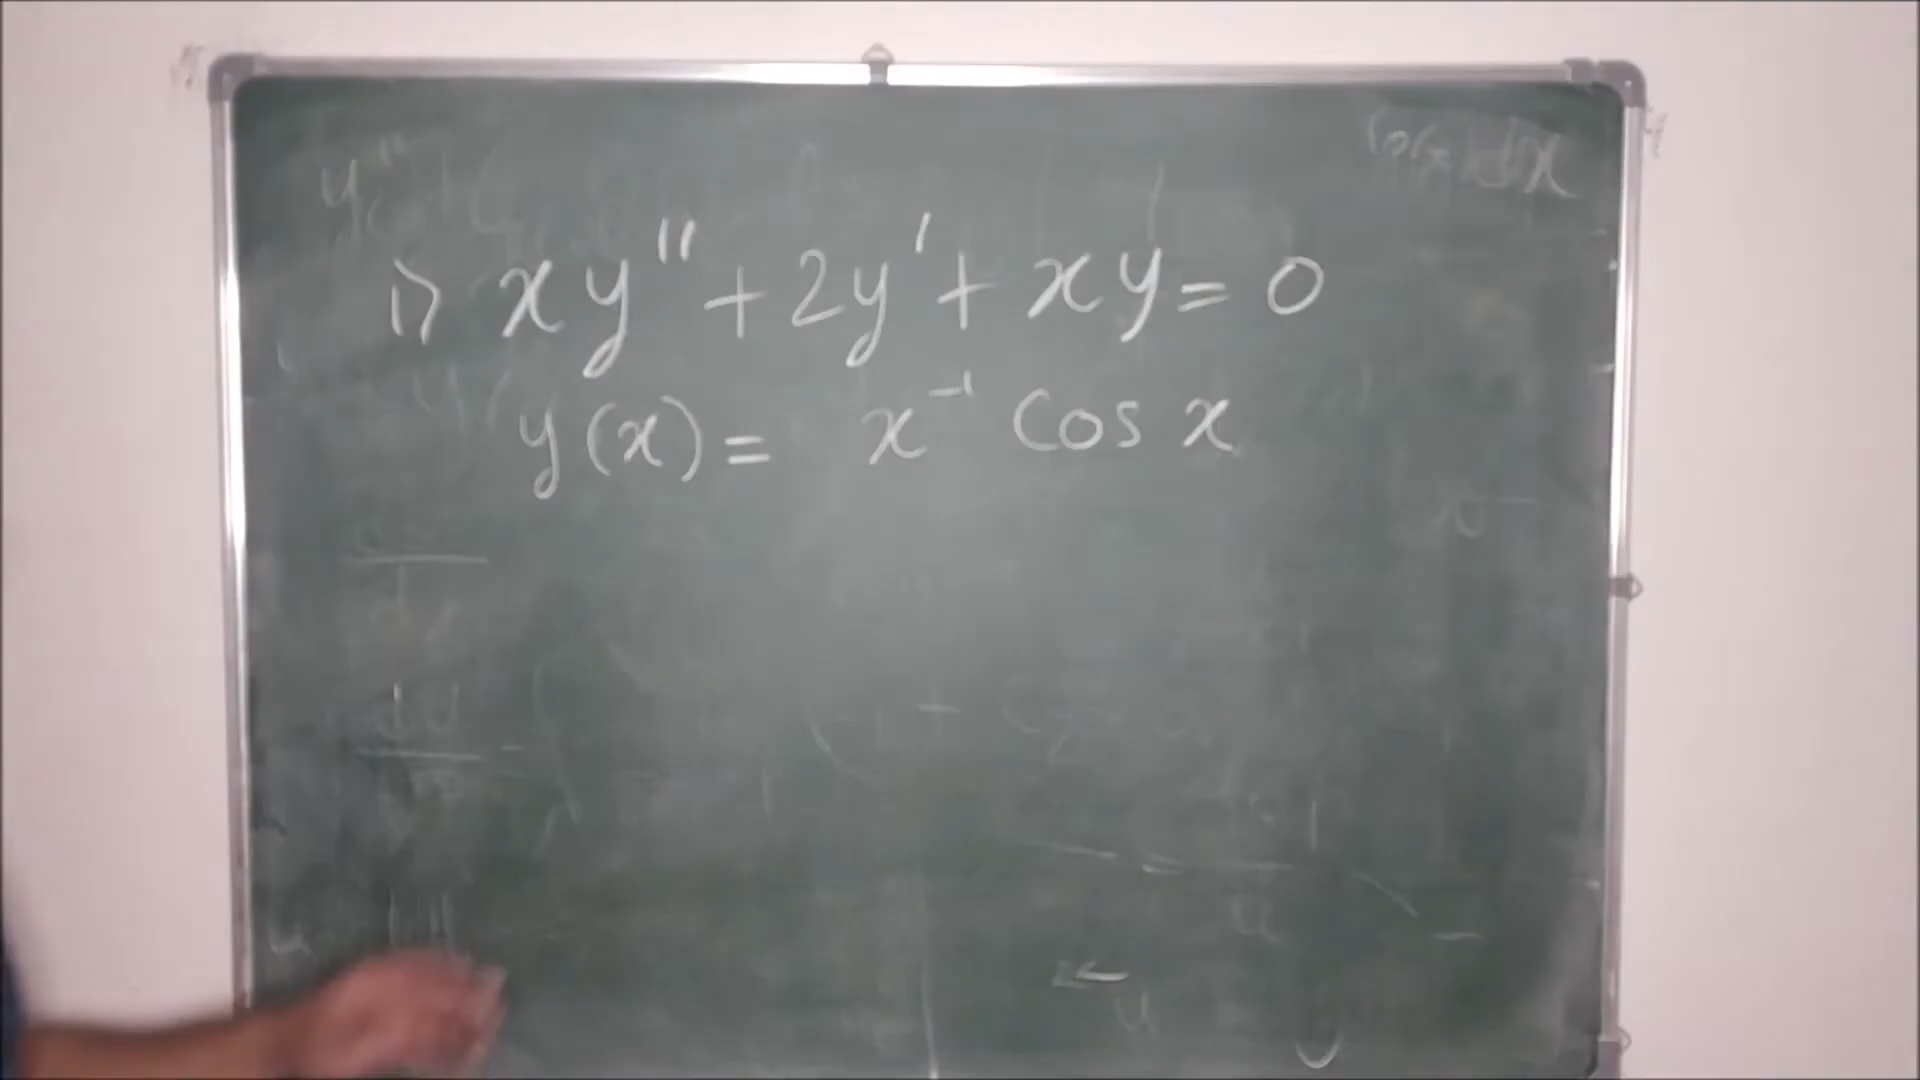 1) xy'' + 2y' + xy = 0
y(x) = x⁻¹ Cos x